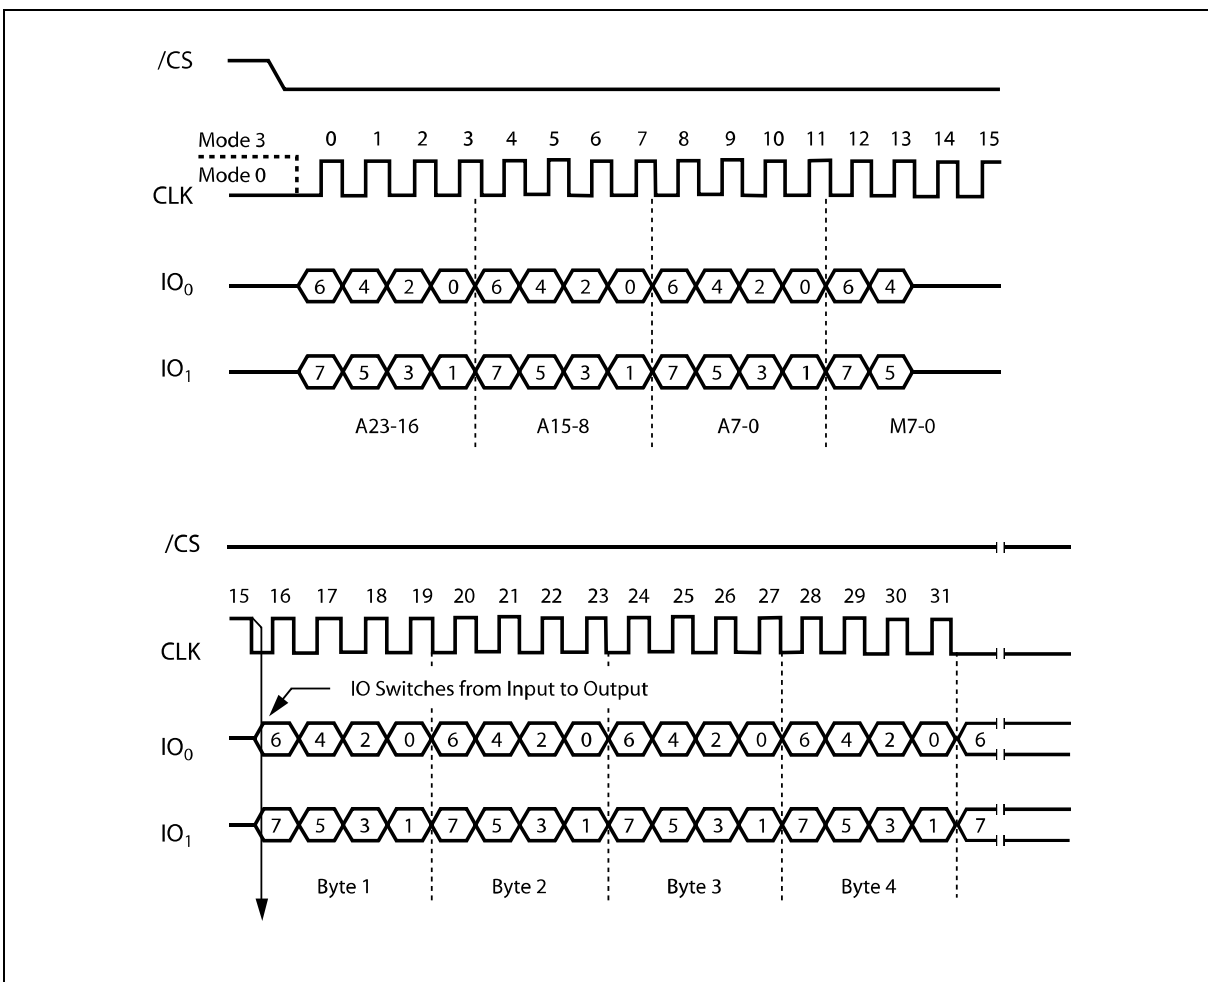 /CS
Mode 3
0 1 2 3 4 5 6 7 8 9 10 11 12 13 14 15
Mode 0
CLK
IO0 6 4 2 0 6 4 2 0 6 4 2 0 6 4
IO1 7 5 3 1 7 5 3 1 7 5 3 1 7 5
A23-16 A15-8 A7-0 M7-0
/CS
15 16 17 18 19 20 21 22 23 24 25 26 27 28 29 30 31
CLK
IO Switches from Input to Output
IO0 6 4 2 0 6 4 2 0 6 4 2 0 6 4 2 0 6
IO1 7 5 3 1 7 5 3 1 7 5 3 1 7 5 3 1 7
Byte 1 Byte 2 Byte 3 Byte 4